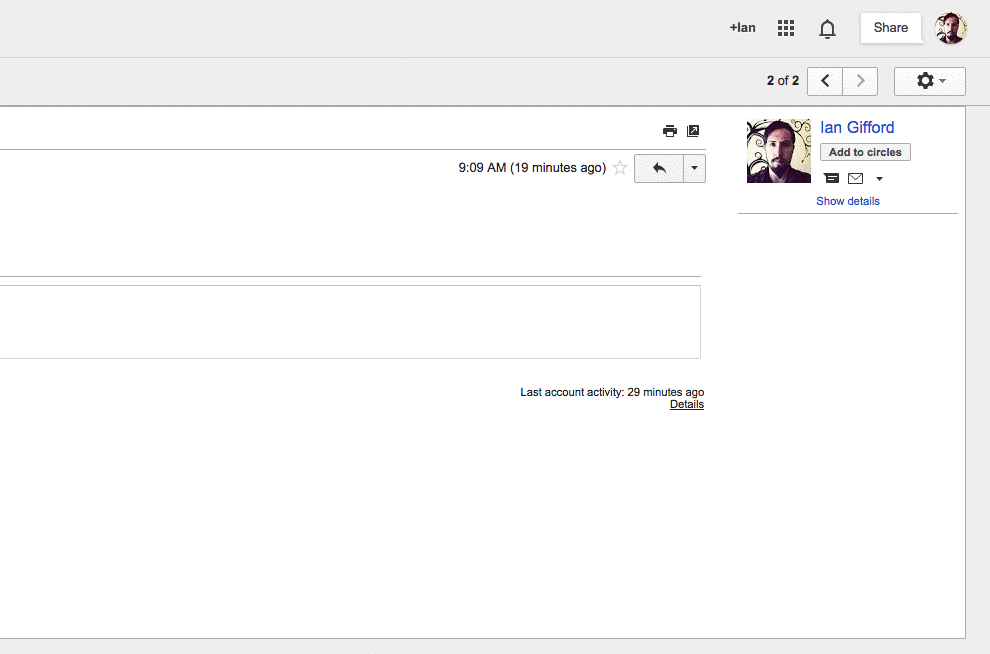 +Ian
Share
2 of 2
9:09 AM (19 minutes ago)
Ian Gifford
Add to circles
Show details
Last account activity: 29 minutes ago
Details